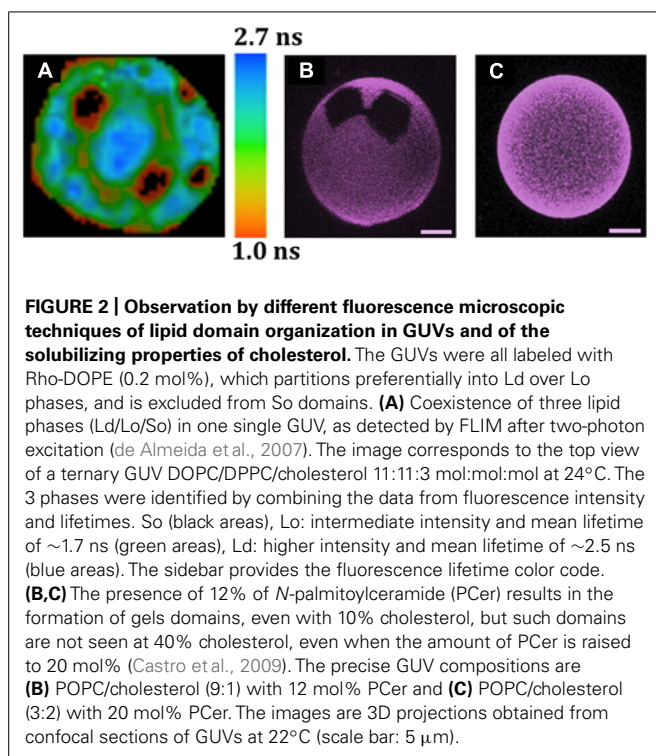 2.7 ns
A
B
C
1.0 ns
FIGURE 2 | Observation by different fluorescence microscopic
techniques of lipid domain organization in GUVs and of the
solubilizing properties of cholesterol. The GUVs were all labeled with
Rho-DOPE (0.2 mol%), which partitions preferentially into Ld over Lo
phases, and is excluded from So domains. (A) Coexistence of three lipid
phases (Ld/Lo/So) in one single GUV, as detected by FLIM after two-photon
excitation (de Almeida et al., 2007). The image corresponds to the top view
of a ternary GUV DOPC/DPPC/cholesterol 11:11:3 mol:mol:mol at 24°C. The
3 phases were identified by combining the data from fluorescence intensity
and lifetimes. So (black areas), Lo: intermediate intensity and mean lifetime
of ~1.7 ns (green areas), Ld: higher intensity and mean lifetime of ~2.5 ns
(blue areas). The sidebar provides the fluorescence lifetime color code.
(B,C) The presence of 12% of N-palmitoylceramide (PCer) results in the
formation of gels domains, even with 10% cholesterol, but such domains
are not seen at 40% cholesterol, even when the amount of PCer is raised
to 20 mol% (Castro et al., 2009). The precise GUV compositions are
(B) POPC/cholesterol (9:1) with 12 mol% PCer and (C) POPC/cholesterol
(3:2) with 20 mol% PCer. The images are 3D projections obtained from
confocal sections of GUVs at 22°C (scale bar: 5 μm).